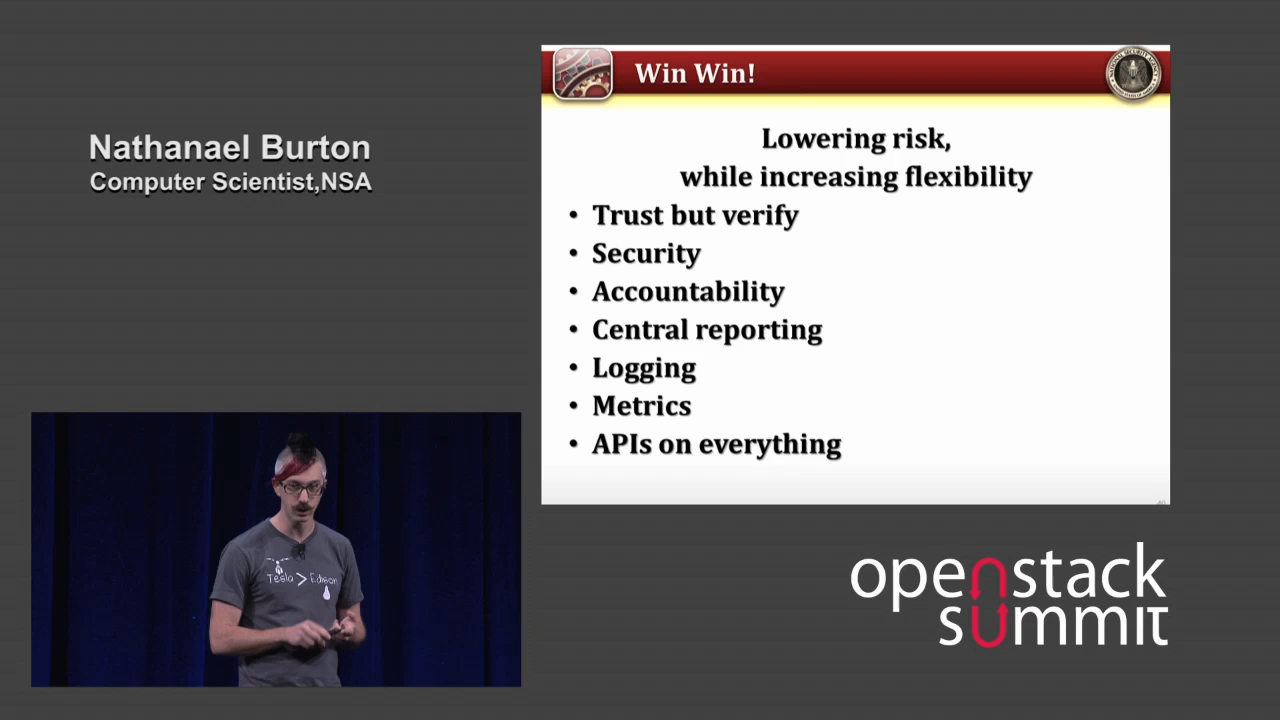 Nathanael Burton
Computer Scientist,NSA
Win Win!
Lowering risk,
while increasing flexibility
• Trust but verify
• Security
• Accountability
• Central reporting
• Logging
• Metrics
• APIs on everything
Tesla > Edison
openstack
summit